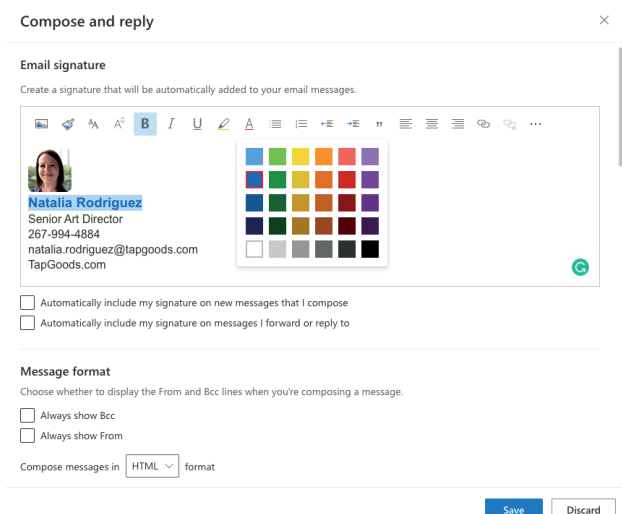 Compose and reply
Email signature
Create a signature that will be automatically added to your email messages.
Natalia Rodriguez
Senior Art Director
267-994-4884
natalia.rodriguez@tapgoods.com
TapGoods.com
Automatically include my signature on new messages that I compose
Automatically include my signature on messages I forward or reply to
Message format
Choose whether to display the From and Bcc lines when you're composing a message.
Always show Bcc
Always show From
Compose messages in HTML format
Save Discard